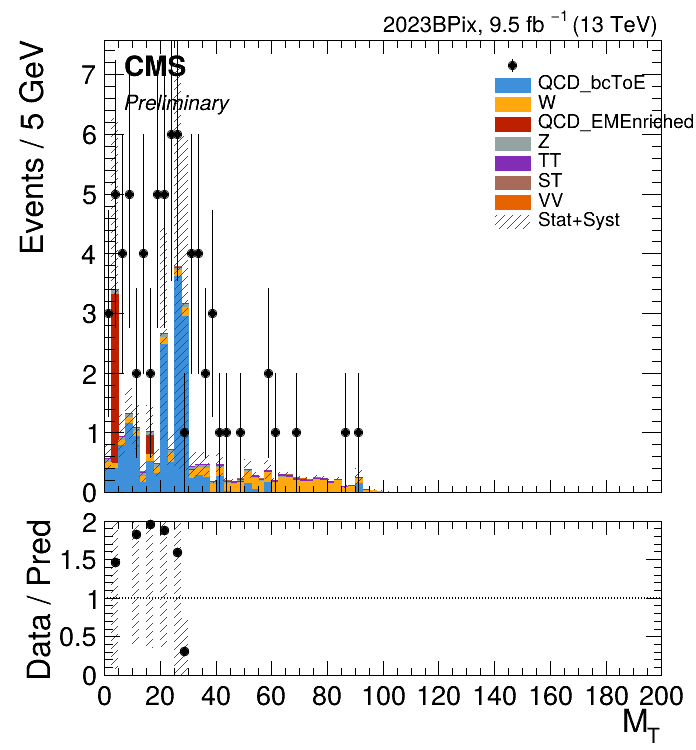 2023BPix, 9.5 fb⁻¹ (13 TeV)
CMS
Preliminary
QCD_bcToE
W
QCD_EMEnriched
Z
TT
ST
VV
Stat+Syst
Events / 5 GeV
7
6
5
4
3
2
1
0
Data / Pred
2
1.5
1
0.5
0
0 20 40 60 80 100 120 140 160 180 200
M_T